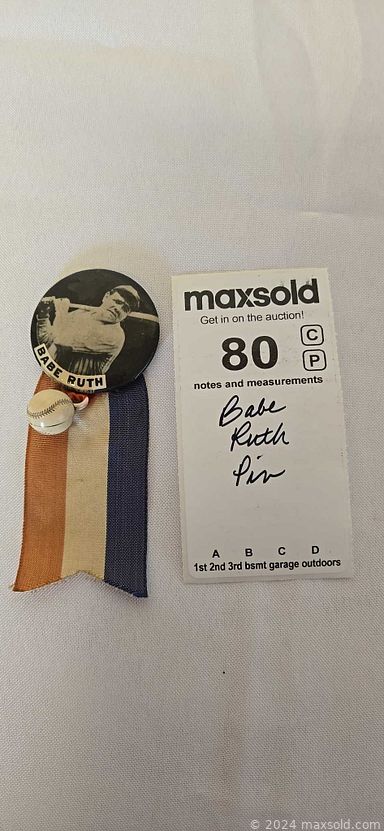 BABE RUTH
maxsold
Get in on the auction!
80
C
P
notes and measurements
Babe
Ruth
Pin
A B C D
1st 2nd 3rd bsmt garage outdoors
© 2024 maxsold.com